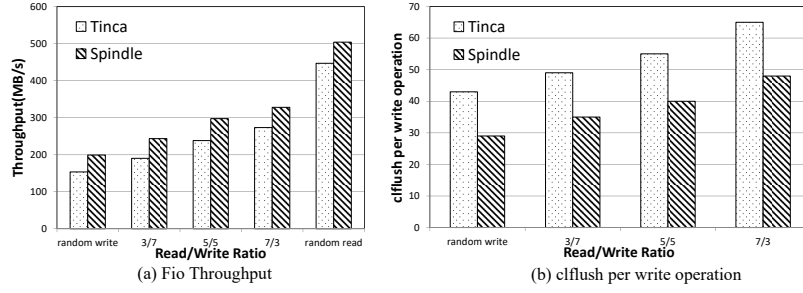 600
500
400
300
200
100
0
Throughput(MB/s)
Tinca
Spindle
random write
3/7
5/5
7/3
random read
Read/Write Ratio
(a) Fio Throughput
70
60
50
40
30
20
10
0
clflush per write operation
Tinca
Spindle
random write
3/7
5/5
7/3
Read/Write Ratio
(b) clflush per write operation